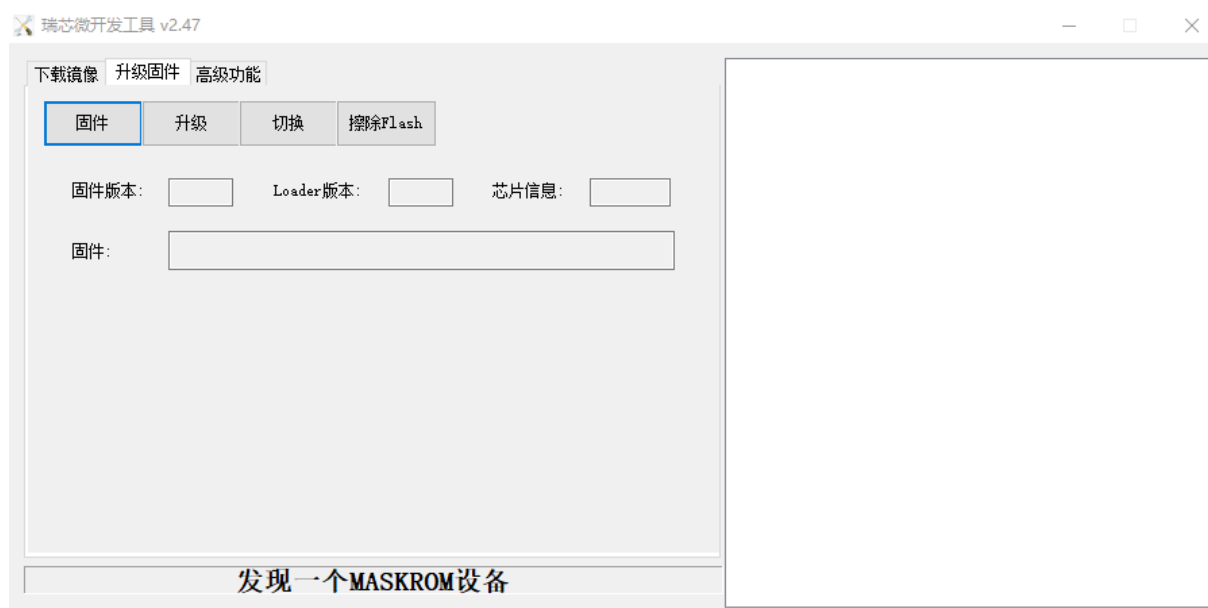 瑞芯微开发工具 v2.47
下载镜像 升级固件 高级功能
固件 升级 切换 擦除Flash
固件版本: Loader版本: 芯片信息:
固件:
发现一个MASKROM设备